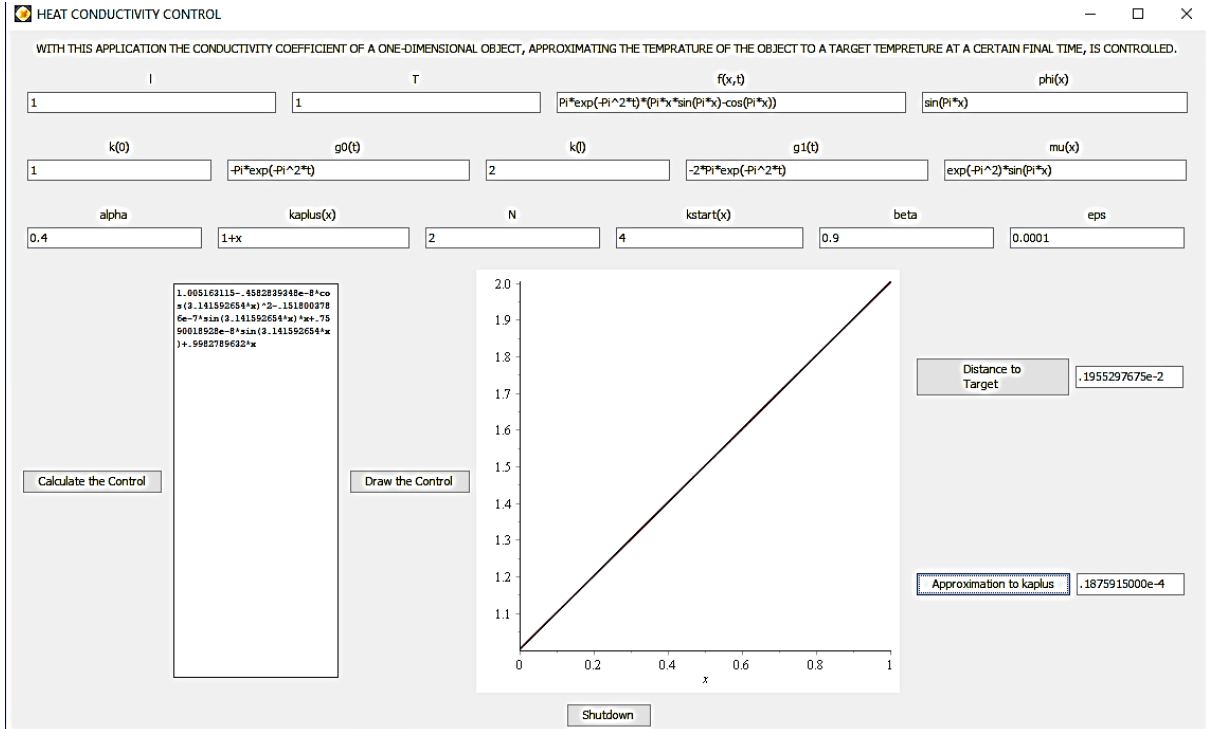 HEAT CONDUCTIVITY CONTROL
WITH THIS APPLICATION THE CONDUCTIVITY COEFFICIENT OF A ONE-DIMENSIONAL OBJECT, APPROXIMATING THE TEMPRATURE OF THE OBJECT TO A TARGET TEMPRETURE AT A CERTAIN FINAL TIME, IS CONTROLLED.
l T f(x,t) phi(x)
1 1 Pi*exp(-Pi^2*t)*(Pi*x*sin(Pi*x)-cos(Pi*x)) sin(Pi*x)
k(0) g0(t) k(l) g1(t) mu(x)
1 -Pi*exp(-Pi^2*t) 2 -2*Pi*exp(-Pi^2*t) exp(-Pi^2)*sin(Pi*x)
alpha kaplus(x) N kstart(x) beta eps
0.4 1+x 2 4 0.9 0.0001
1.005163115-.4582839348e-8*co
s(3.141592654*x)^2-.151800378
6e-7*sin(3.141592654*x)*x+.75
90018928e-8*sin(3.141592654*x
)+.9982789632*x
2.0
1.9
1.8
1.7
1.6
1.5
1.4
1.3
1.2
1.1
0 0.2 0.4 0.6 0.8 1
x
Distance to
Target
.1955297675e-2
Calculate the Control
Draw the Control
Approximation to kaplus
.1875915000e-4
Shutdown